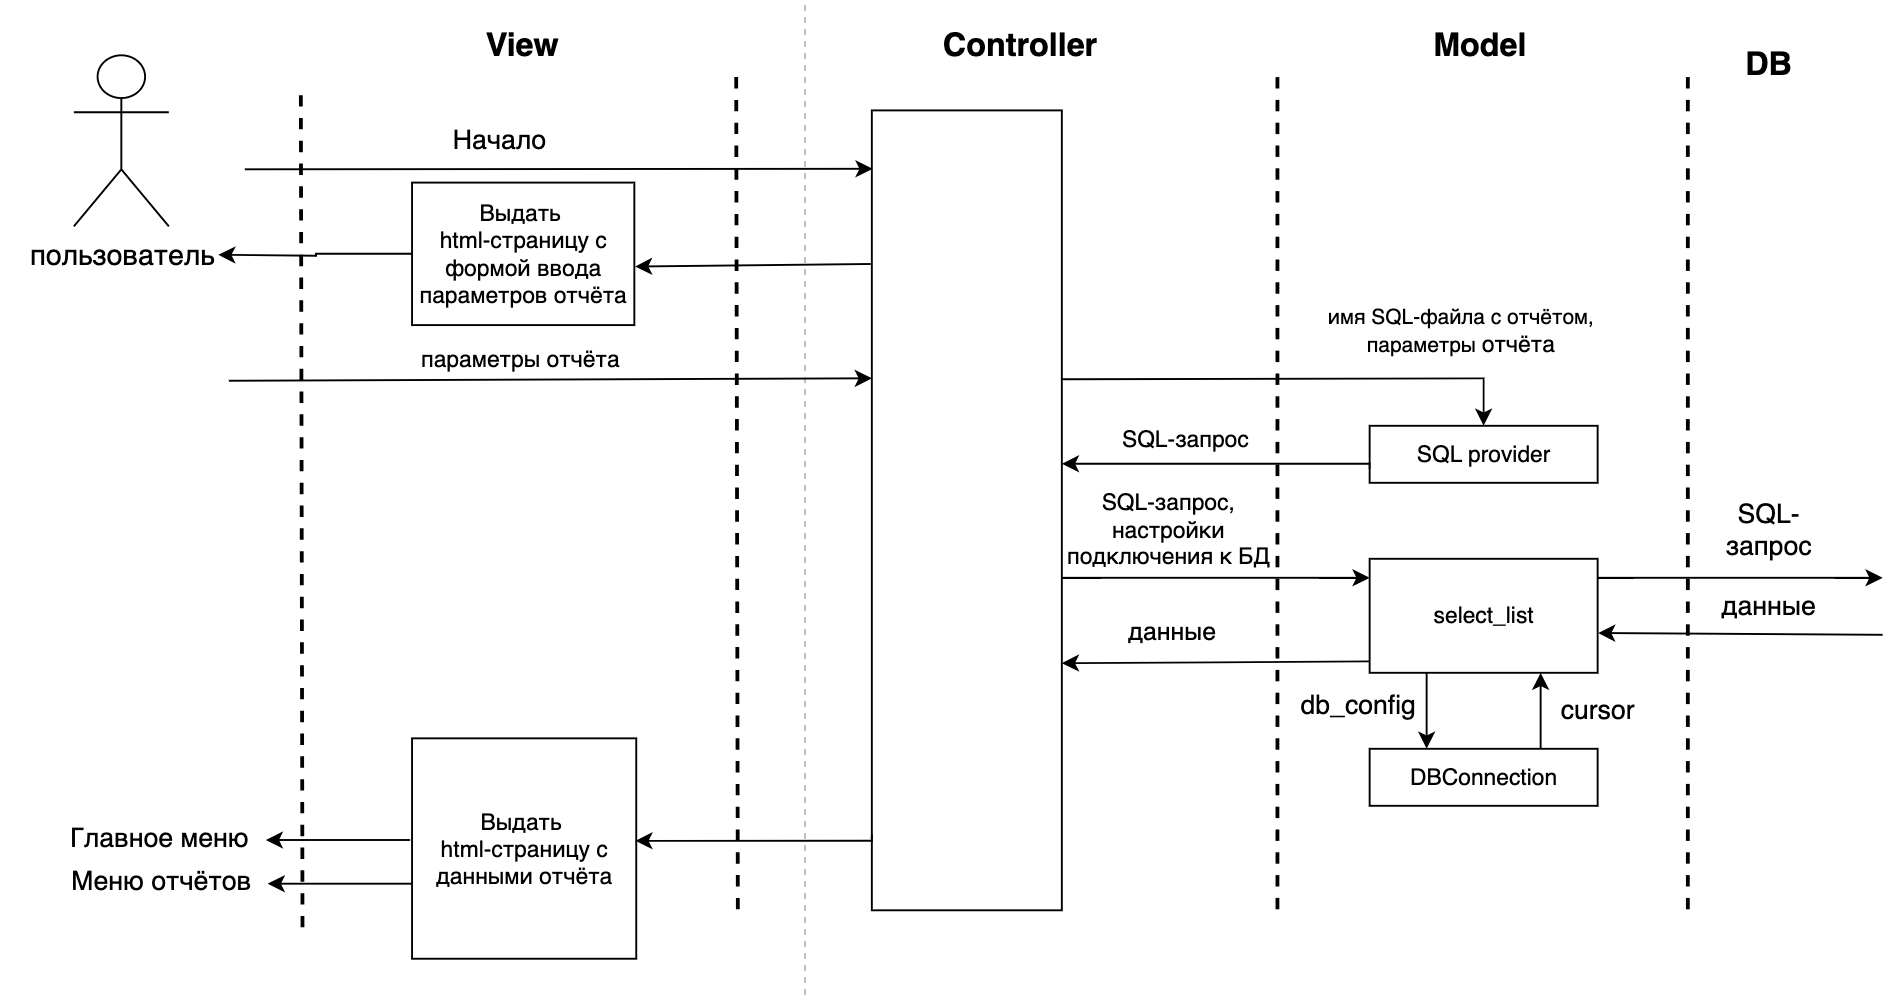 View
Controller
Model
DB
Начало
Выдать
html-страницу с
формой ввода
параметров отчёта
пользователь
имя SQL-файла с отчётом,
параметры отчёта
параметры отчёта
SQL-запрос
SQL provider
SQL-запрос,
настройки
подключения к БД
SQL-
запрос
select_list
данные
данные
db_config
cursor
DBConnection
Выдать
html-страницу с
данными отчёта
Главное меню
Меню отчётов